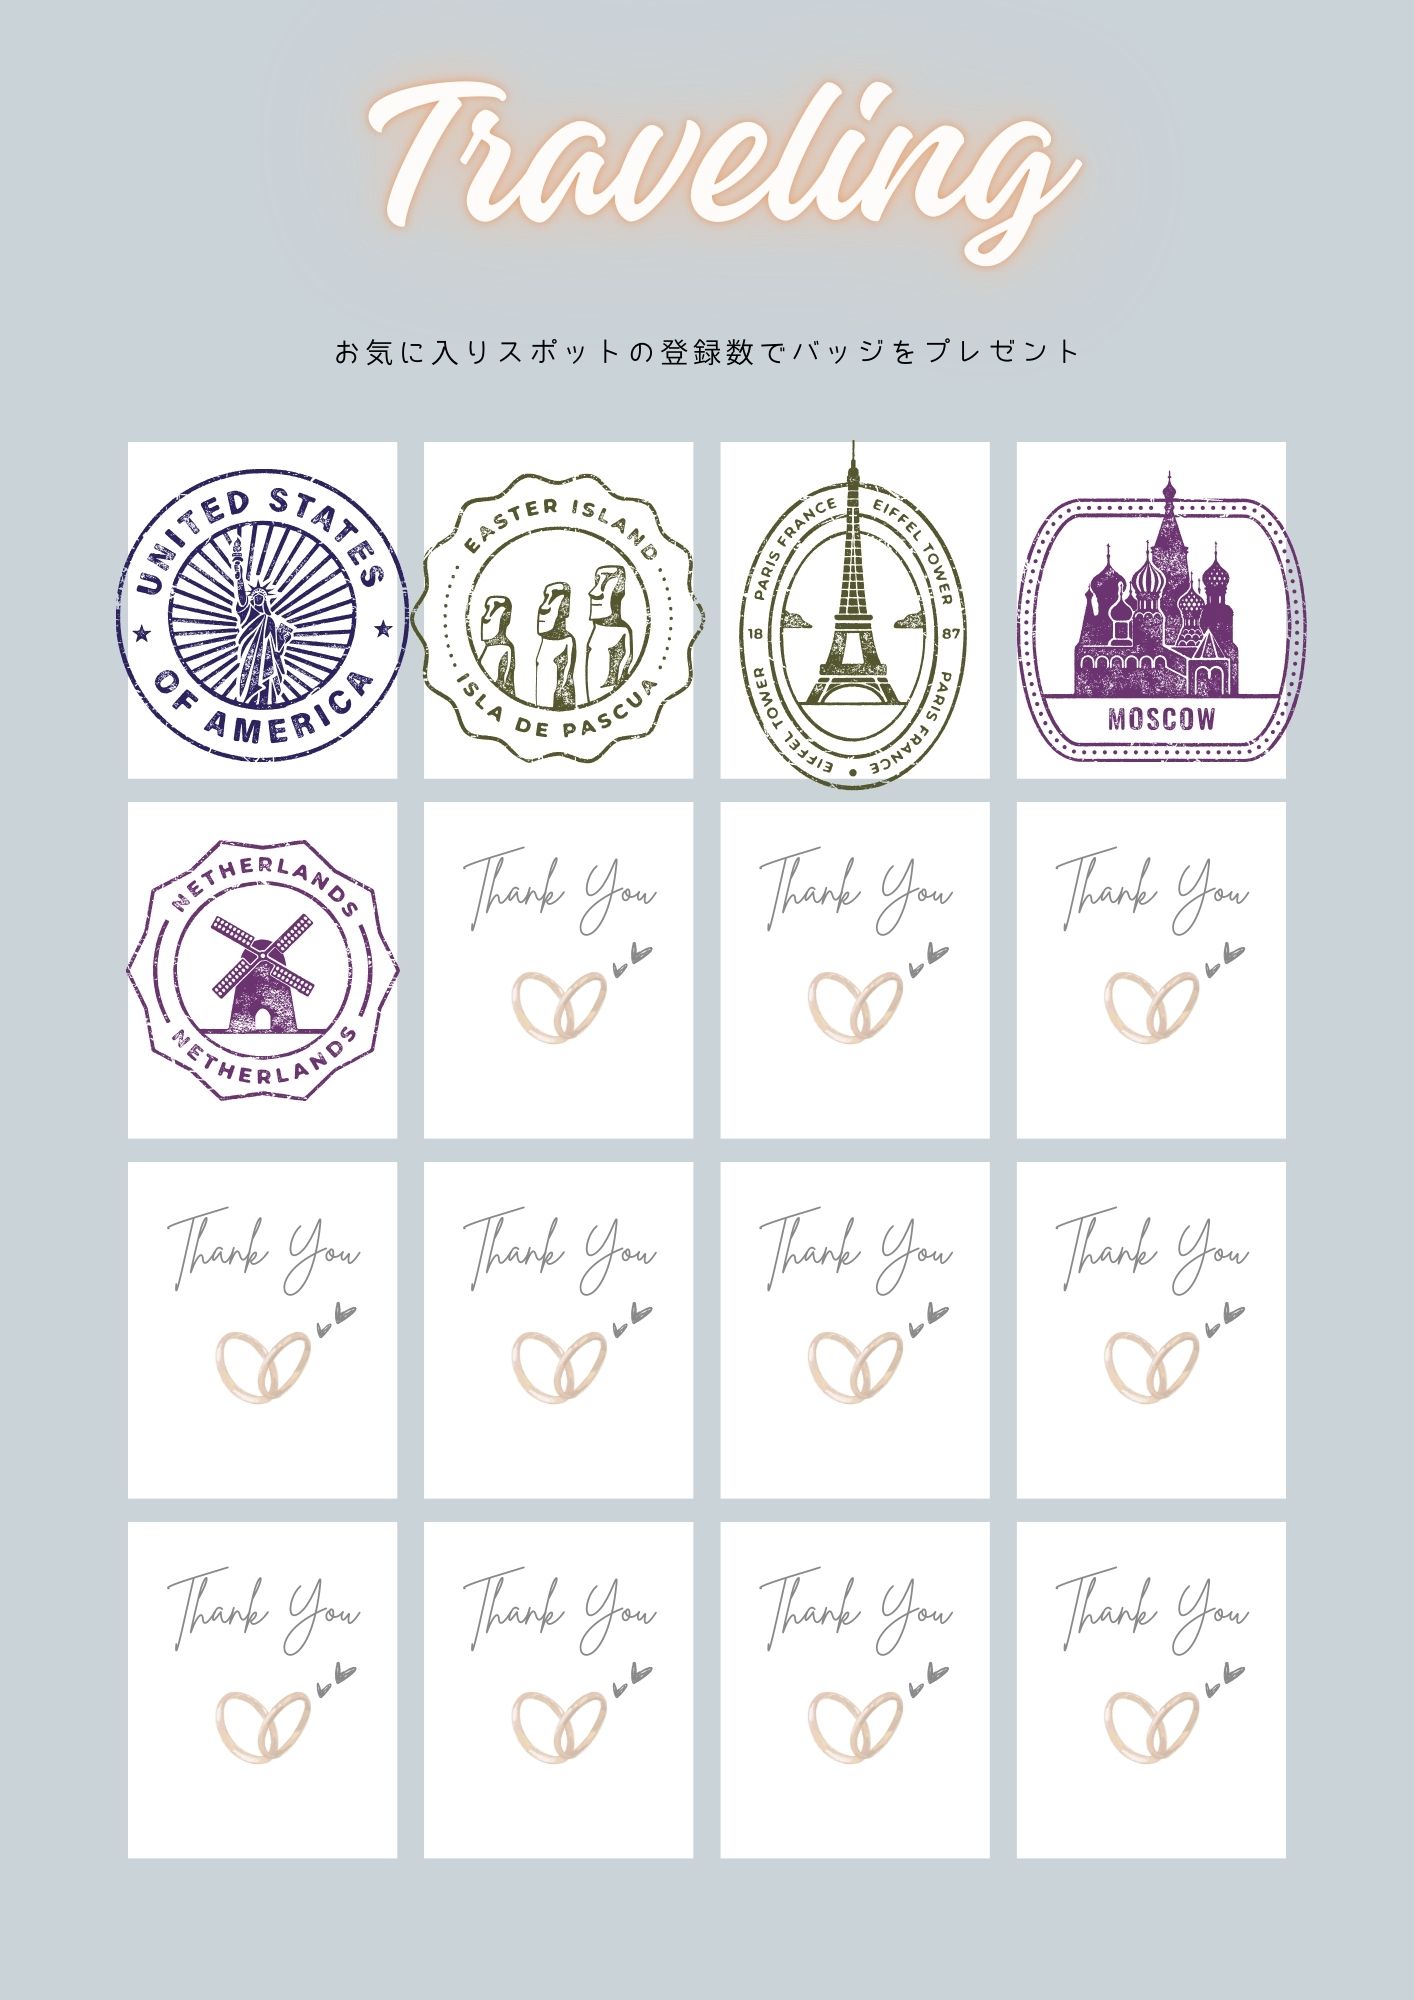 Traveling
お気に入りスポットの登録数でバッジをプレゼント
UNITED STATES
OF AMERICA
EASTER ISLAND
ISLA DE PASCUA
PARIS FRANCE
EIFFEL TOWER
18
87
EIFFEL TOWER
PARIS FRANCE
MOSCOW
NETHERLANDS
NETHERLANDS
Thank You
Thank You
Thank You
Thank You
Thank You
Thank You
Thank You
Thank You
Thank You
Thank You
Thank You